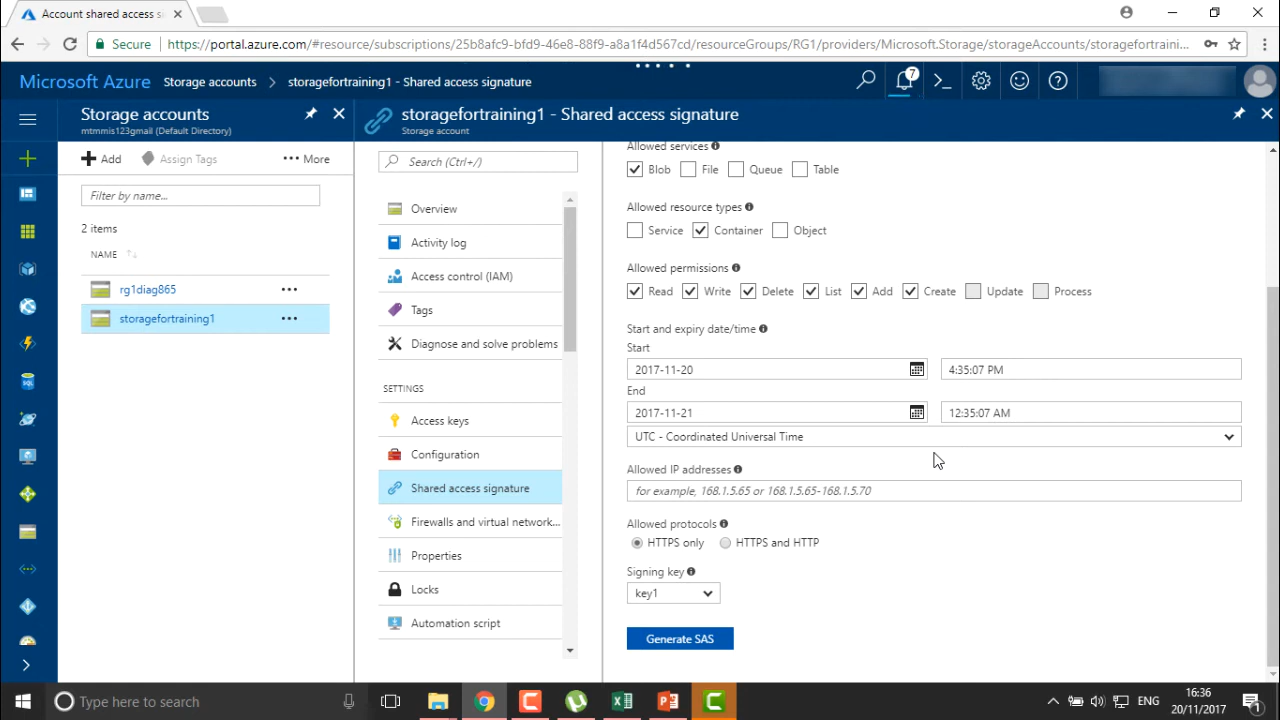 Account shared access s
Secure
https://portal.azure.com/#resource/subscriptions/25b8afc9-bfd9-46e8-88f9-a8a1f4d567cd/resourceGroups/RG1/providers/Microsoft.Storage/storageAccounts/storagefortraini...
Microsoft Azure
Storage accounts > storagefortraining1 - Shared access signature
7
Storage accounts
mtmmis123gmail (Default Directory)
Add
Assign Tags
More
Filter by name...
2 items
NAME
rg1diag865
storagefortraining1
storagefortraining1 - Shared access signature
Storage account
Search (Ctrl+/)
Overview
Activity log
Access control (IAM)
Tags
Diagnose and solve problems
SETTINGS
Access keys
Configuration
Shared access signature
Firewalls and virtual network...
Properties
Locks
Automation script
Allowed services
Blob File Queue Table
Allowed resource types
Service Container Object
Allowed permissions
Read Write Delete List Add Create Update Process
Start and expiry date/time
Start
2017-11-20 4:35:07 PM
End
2017-11-21 12:35:07 AM
UTC - Coordinated Universal Time
Allowed IP addresses
for example, 168.1.5.65 or 168.1.5.65-168.1.5.70
Allowed protocols
HTTPS only HTTPS and HTTP
Signing key
key1
Generate SAS
Type here to search
ENG
16:36
20/11/2017
1